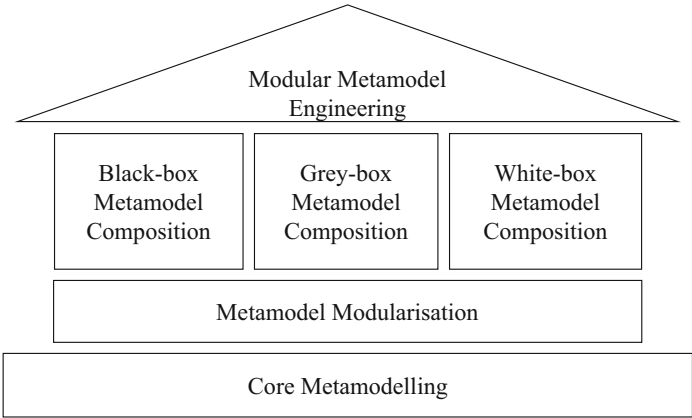 Modular Metamodel
Engineering
Black-box
Metamodel
Composition
Grey-box
Metamodel
Composition
White-box
Metamodel
Composition
Metamodel Modularisation
Core Metamodelling